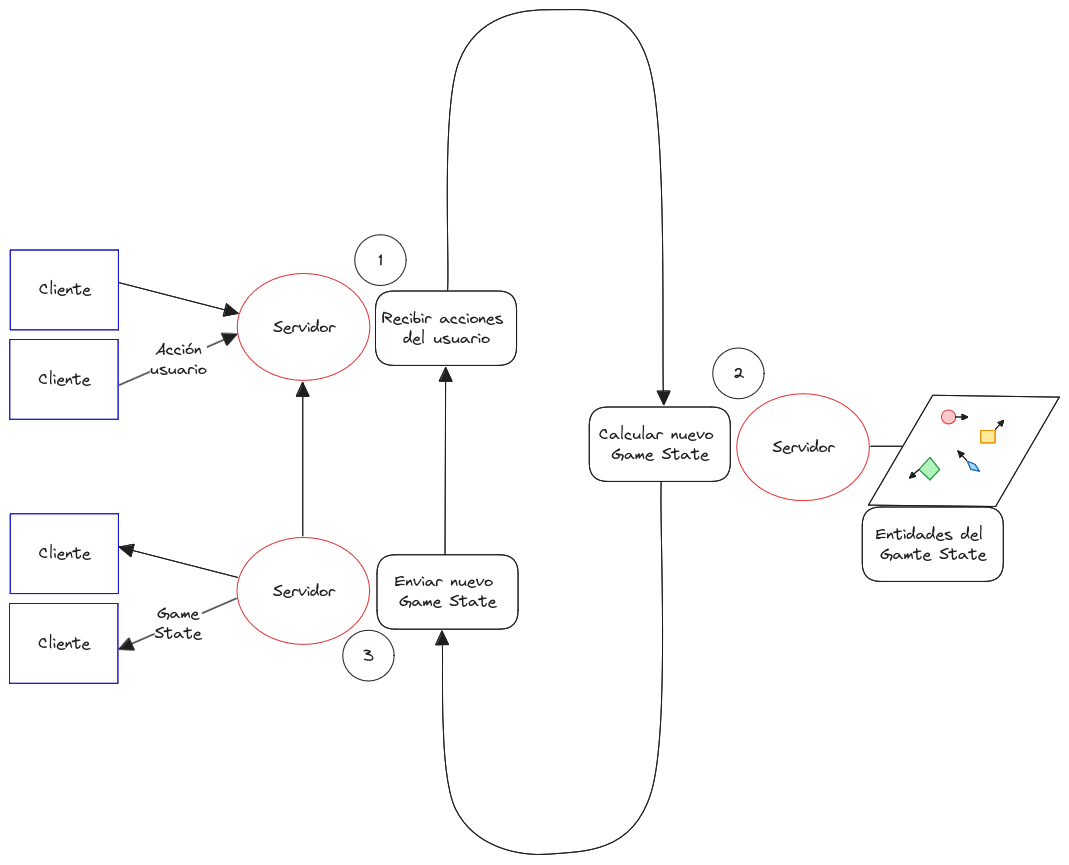 1
Cliente
Servidor
Recibir acciones
del usuario
Acción
usuario
Cliente
2
Calcular nuevo
Game State
Servidor
Entidades del
Gamte State
Cliente
Servidor
Enviar nuevo
Game State
Game
State
Cliente
3